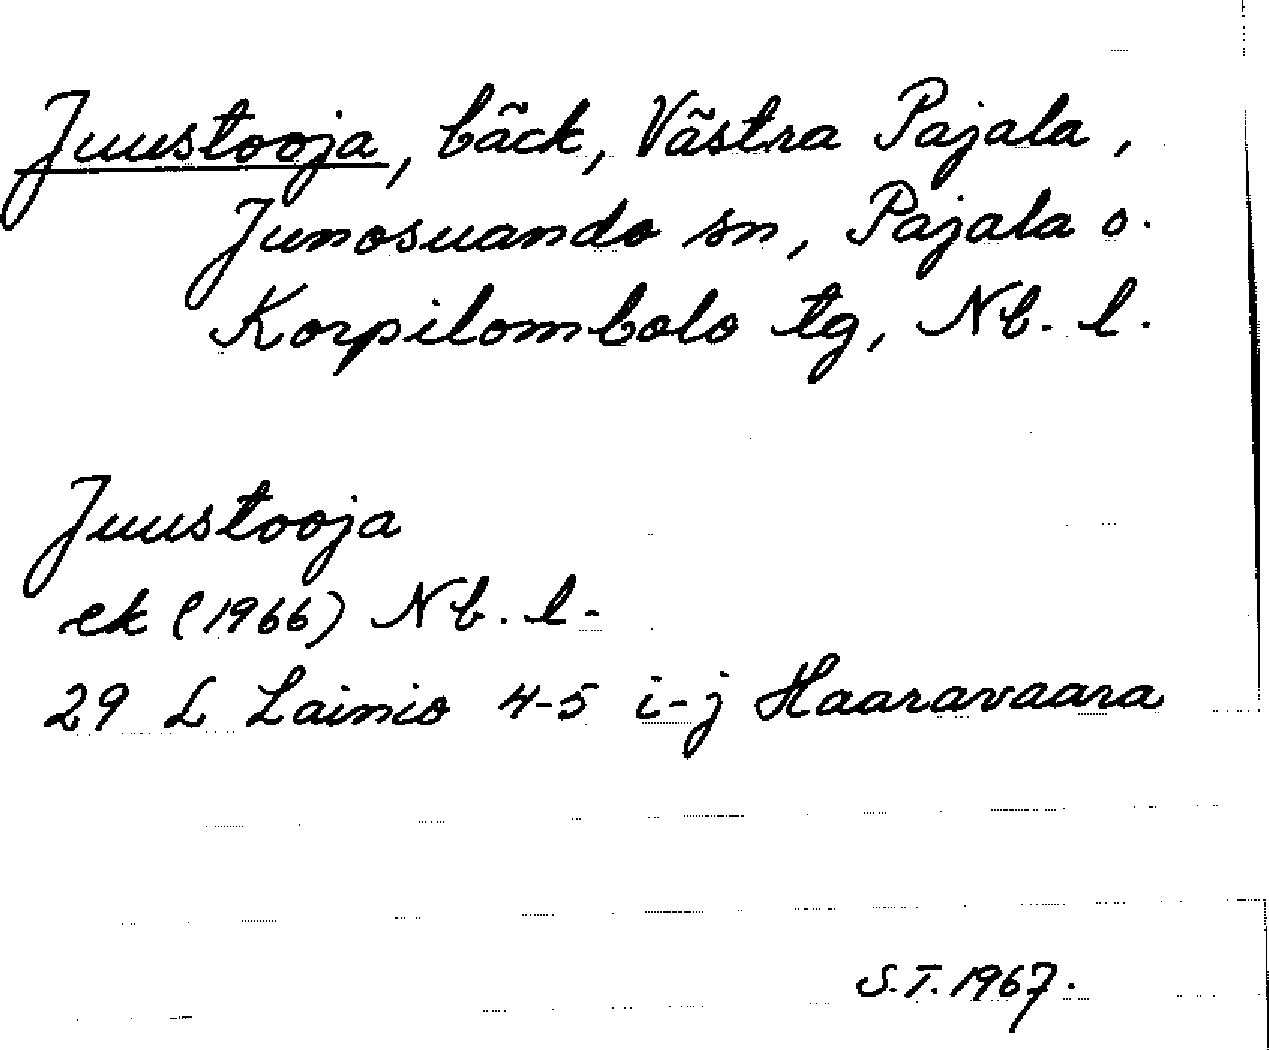 Juustooja, bäck, Västra Pajala,
Junosuando sn, Pajala o.
Korpilombolo tg, Nb. l.
Juustooja
ek (1966) Nb. l.
29 L Lainio 4-5 i-j Haaravaara
S.T. 1967.